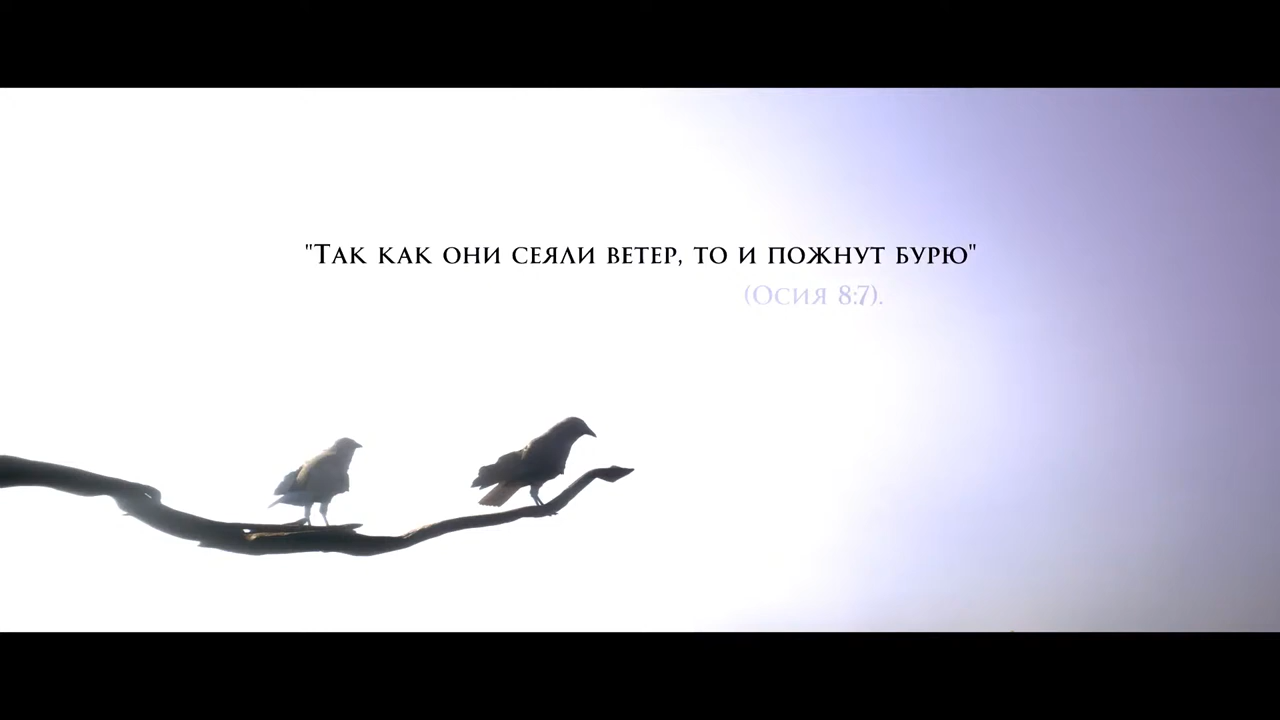 "Так как они сеяли ветер, то и пожнут бурю"
(Осия 8:7).